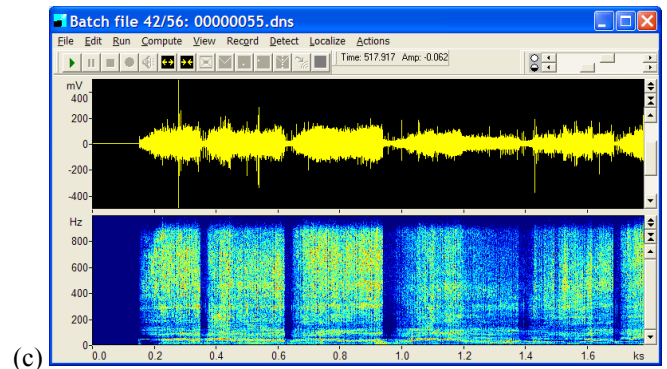 Batch file 42/56: 00000055.dns
File Edit Run Compute View Record Detect Localize Actions
Time: 517.917 Amp: -0.062
mV
400
200
0
-200
-400
Hz
800
600
400
200
0
0.0 0.2 0.4 0.6 0.8 1.0 1.2 1.4 1.6 ks
(c)